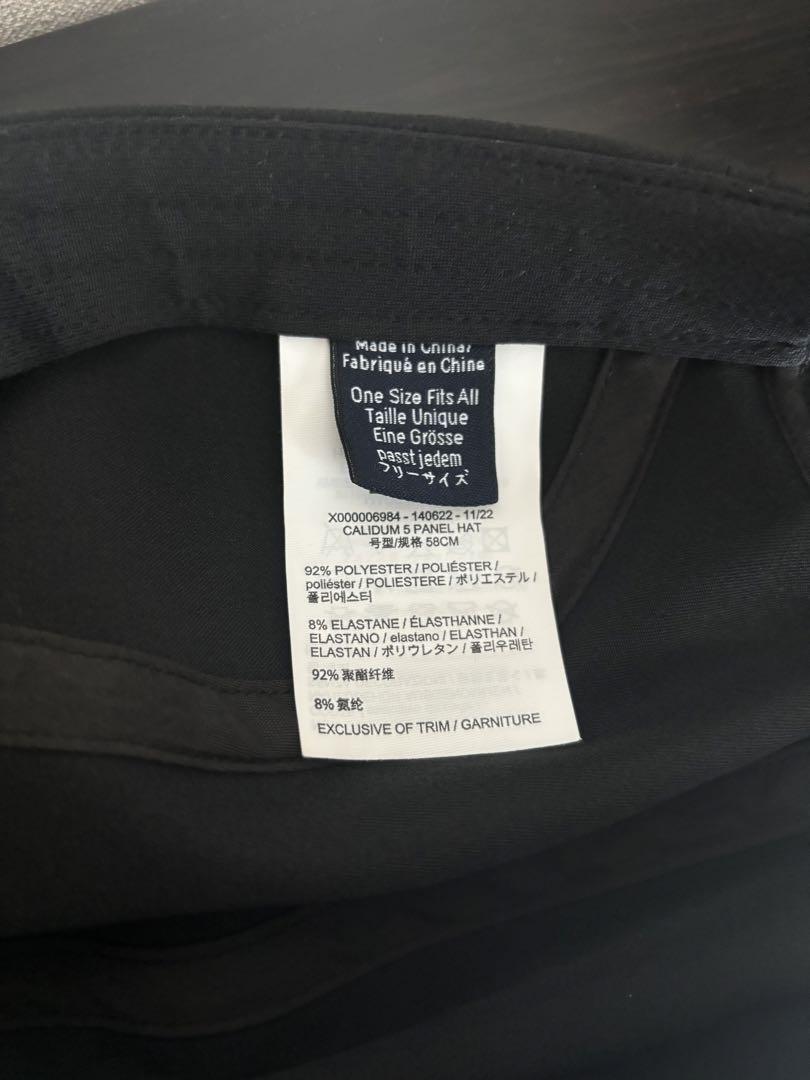 Made in China/
Fabriqué en Chine
One Size Fits All
Taille Unique
Eine Grösse
passt jedem
フリーサイズ
X000006984 - 140622 - 11/22
CALIDUM 5 PANEL HAT
号型/规格 58CM
92% POLYESTER / POLIÉSTER /
poliéster / POLIESTERE / ポリエステル /
폴리에스터
8% ELASTANE / ÉLASTHANNE /
ELASTANO / elastano / ELASTHAN /
ELASTAN / ポリウレタン / 폴리우레탄
92% 聚酯纤维
8% 氨纶
EXCLUSIVE OF TRIM / GARNITURE